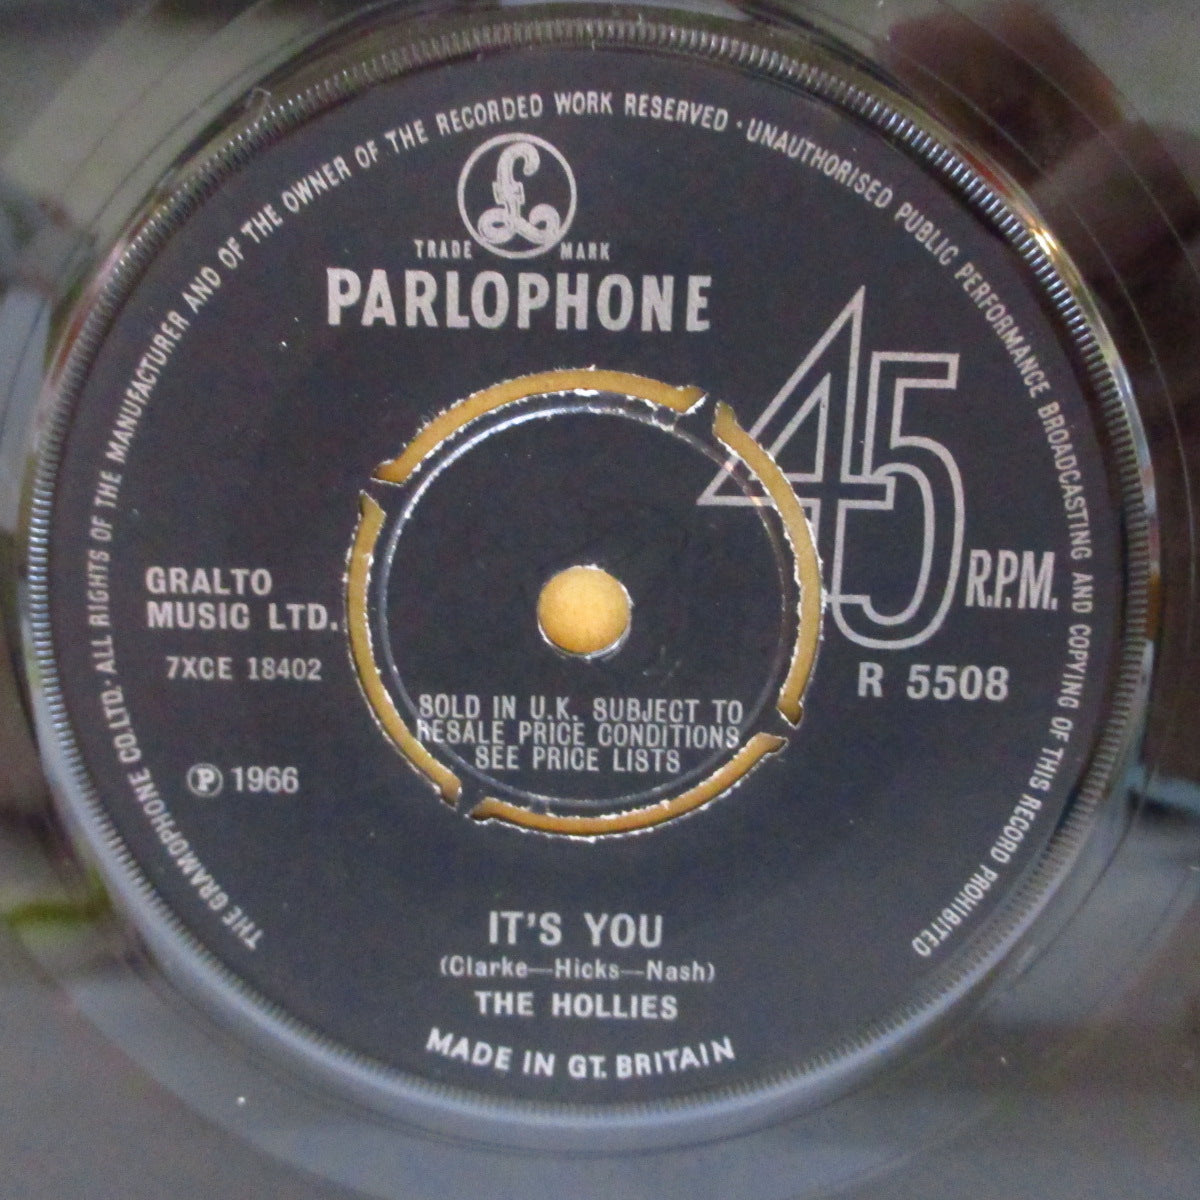 THE GRAMOPHONE CO. LTD. · ALL RIGHTS OF THE MANUFACTURER AND OF THE OWNER OF THE RECORDED WORK RESERVED · UNAUTHORISED PUBLIC PERFORMANCE BROADCASTING AND COPYING OF THIS RECORD PROHIBITED
£
TRADE MARK
PARLOPHONE
45
R.P.M.
GRALTO
MUSIC LTD.
7XCE 18402
R 5508
SOLD IN U.K. SUBJECT TO
RESALE PRICE CONDITIONS,
SEE PRICE LISTS
℗ 1966
IT'S YOU
(Clarke—Hicks—Nash)
THE HOLLIES
MADE IN GT. BRITAIN